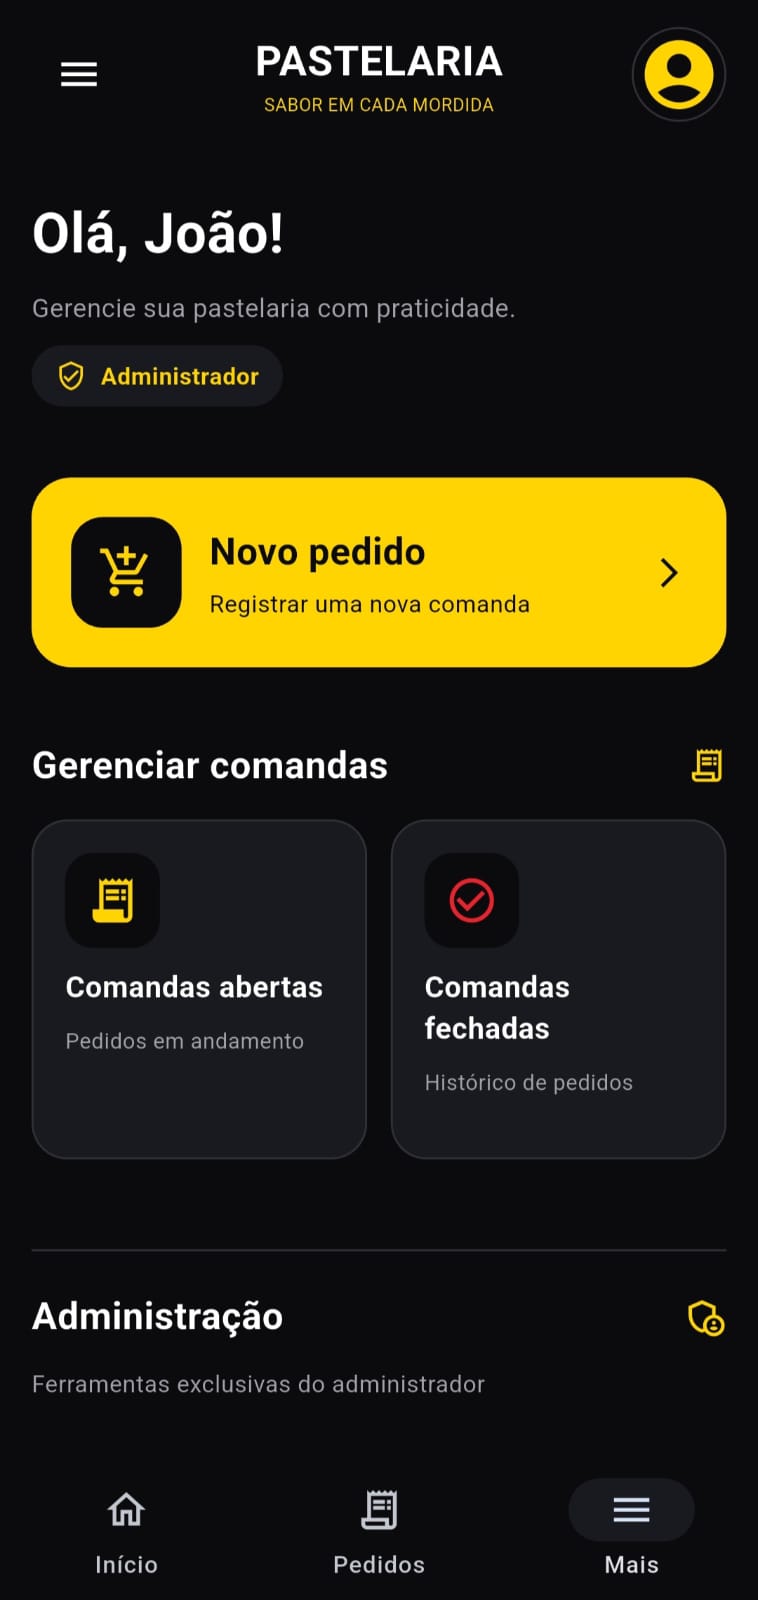 PASTELARIA
SABOR EM CADA MORDIDA
Olá, João!
Gerencie sua pastelaria com praticidade.
Administrador
Novo pedido
Registrar uma nova comanda
Gerenciar comandas
Comandas abertas
Pedidos em andamento
Comandas
fechadas
Histórico de pedidos
Administração
Ferramentas exclusivas do administrador
Início
Pedidos
Mais